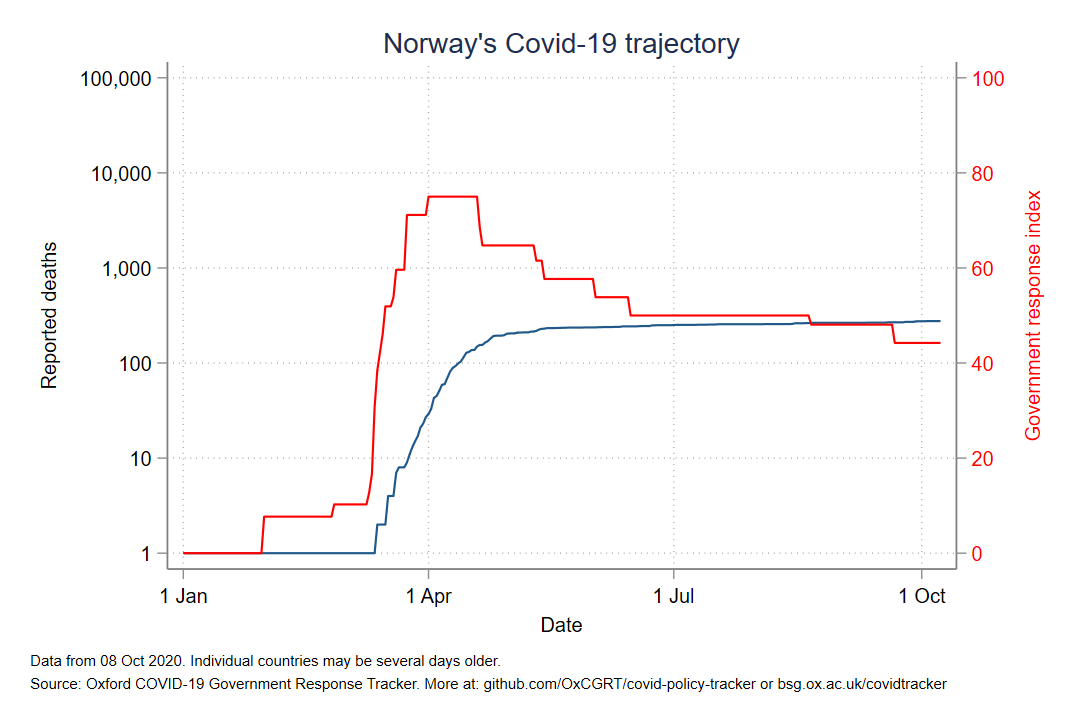 Norway's Covid-19 trajectory
100,000
10,000
1,000
100
10
1
Reported deaths
100
80
60
40
20
0
Government response index
1 Jan
1 Apr
1 Jul
1 Oct
Date
Data from 08 Oct 2020. Individual countries may be several days older.
Source: Oxford COVID-19 Government Response Tracker. More at: github.com/OxCGRT/covid-policy-tracker or bsg.ox.ac.uk/covidtracker